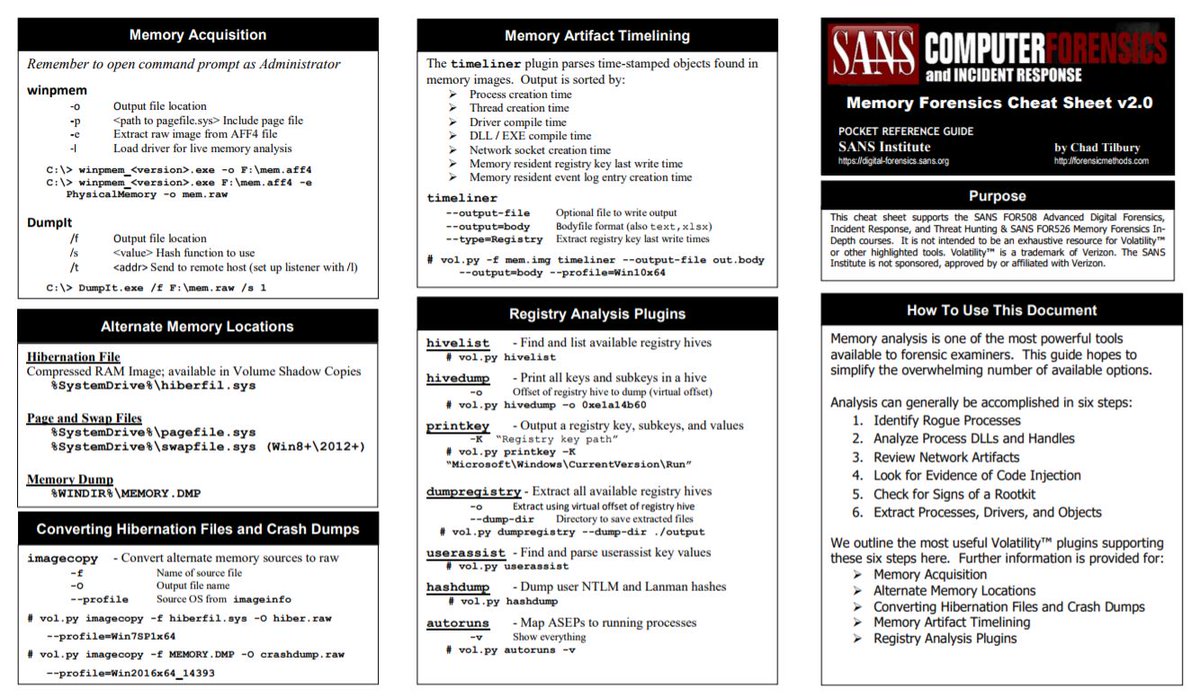 Memory Acquisition
Remember to open command prompt as Administrator
winpmem
-o Output file location
-p <path to pagefile.sys> Include page file
-e Extract raw image from AFF4 file
-l Load driver for live memory analysis
C:\> winpmem_<version>.exe -o F:\mem.aff4
C:\> winpmem_<version>.exe F:\mem.aff4 -e
PhysicalMemory -o mem.raw
DumpIt
/f Output file location
/s <value> Hash function to use
/t <addr> Send to remote host (set up listener with /l)
C:\> DumpIt.exe /f F:\mem.raw /s 1
Alternate Memory Locations
Hibernation File
Compressed RAM Image; available in Volume Shadow Copies
%SystemDrive%\hiberfil.sys
Page and Swap Files
%SystemDrive%\pagefile.sys
%SystemDrive%\swapfile.sys (Win8+\2012+)
Memory Dump
%WINDIR%\MEMORY.DMP
Converting Hibernation Files and Crash Dumps
imagecopy - Convert alternate memory sources to raw
-f Name of source file
-O Output file name
--profile Source OS from imageinfo
# vol.py imagecopy -f hiberfil.sys -O hiber.raw
--profile=Win7SP1x64
# vol.py imagecopy -f MEMORY.DMP -O crashdump.raw
--profile=Win2016x64_14393
Memory Artifact Timelining
The timeliner plugin parses time-stamped objects found in
memory images. Output is sorted by:
➢ Process creation time
➢ Thread creation time
➢ Driver compile time
➢ DLL / EXE compile time
➢ Network socket creation time
➢ Memory resident registry key last write time
➢ Memory resident event log entry creation time
timeliner
--output-file Optional file to write output
--output=body Bodyfile format (also text,xlsx)
--type=Registry Extract registry key last write times
# vol.py -f mem.img timeliner --output-file out.body
--output=body --profile=Win10x64
Registry Analysis Plugins
hivelist - Find and list available registry hives
# vol.py hivelist
hivedump - Print all keys and subkeys in a hive
-o Offset of registry hive to dump (virtual offset)
# vol.py hivedump -o 0xe1a14b60
printkey - Output a registry key, subkeys, and values
-K “Registry key path”
# vol.py printkey -K
“Microsoft\Windows\CurrentVersion\Run”
dumpregistry - Extract all available registry hives
-o Extract using virtual offset of registry hive
--dump-dir Directory to save extracted files
# vol.py dumpregistry --dump-dir ./output
userassist - Find and parse userassist key values
# vol.py userassist
hashdump - Dump user NTLM and Lanman hashes
# vol.py hashdump
autoruns - Map ASEPs to running processes
-v Show everything
# vol.py autoruns -v
SANS COMPUTER FORENSICS
and INCIDENT RESPONSE
Memory Forensics Cheat Sheet v2.0
POCKET REFERENCE GUIDE
SANS Institute by Chad Tilbury
https://digital-forensics.sans.org http://forensicmethods.com
Purpose
This cheat sheet supports the SANS FOR508 Advanced Digital Forensics,
Incident Response, and Threat Hunting & SANS FOR526 Memory Forensics In-
Depth courses. It is not intended to be an exhaustive resource for Volatility™
or other highlighted tools. Volatility™ is a trademark of Verizon. The SANS
Institute is not sponsored, approved by or affiliated with Verizon.
How To Use This Document
Memory analysis is one of the most powerful tools
available to forensic examiners. This guide hopes to
simplify the overwhelming number of available options.
Analysis can generally be accomplished in six steps:
1. Identify Rogue Processes
2. Analyze Process DLLs and Handles
3. Review Network Artifacts
4. Look for Evidence of Code Injection
5. Check for Signs of a Rootkit
6. Extract Processes, Drivers, and Objects
We outline the most useful Volatility™ plugins supporting
these six steps here. Further information is provided for:
➢ Memory Acquisition
➢ Alternate Memory Locations
➢ Converting Hibernation Files and Crash Dumps
➢ Memory Artifact Timelining
➢ Registry Analysis Plugins